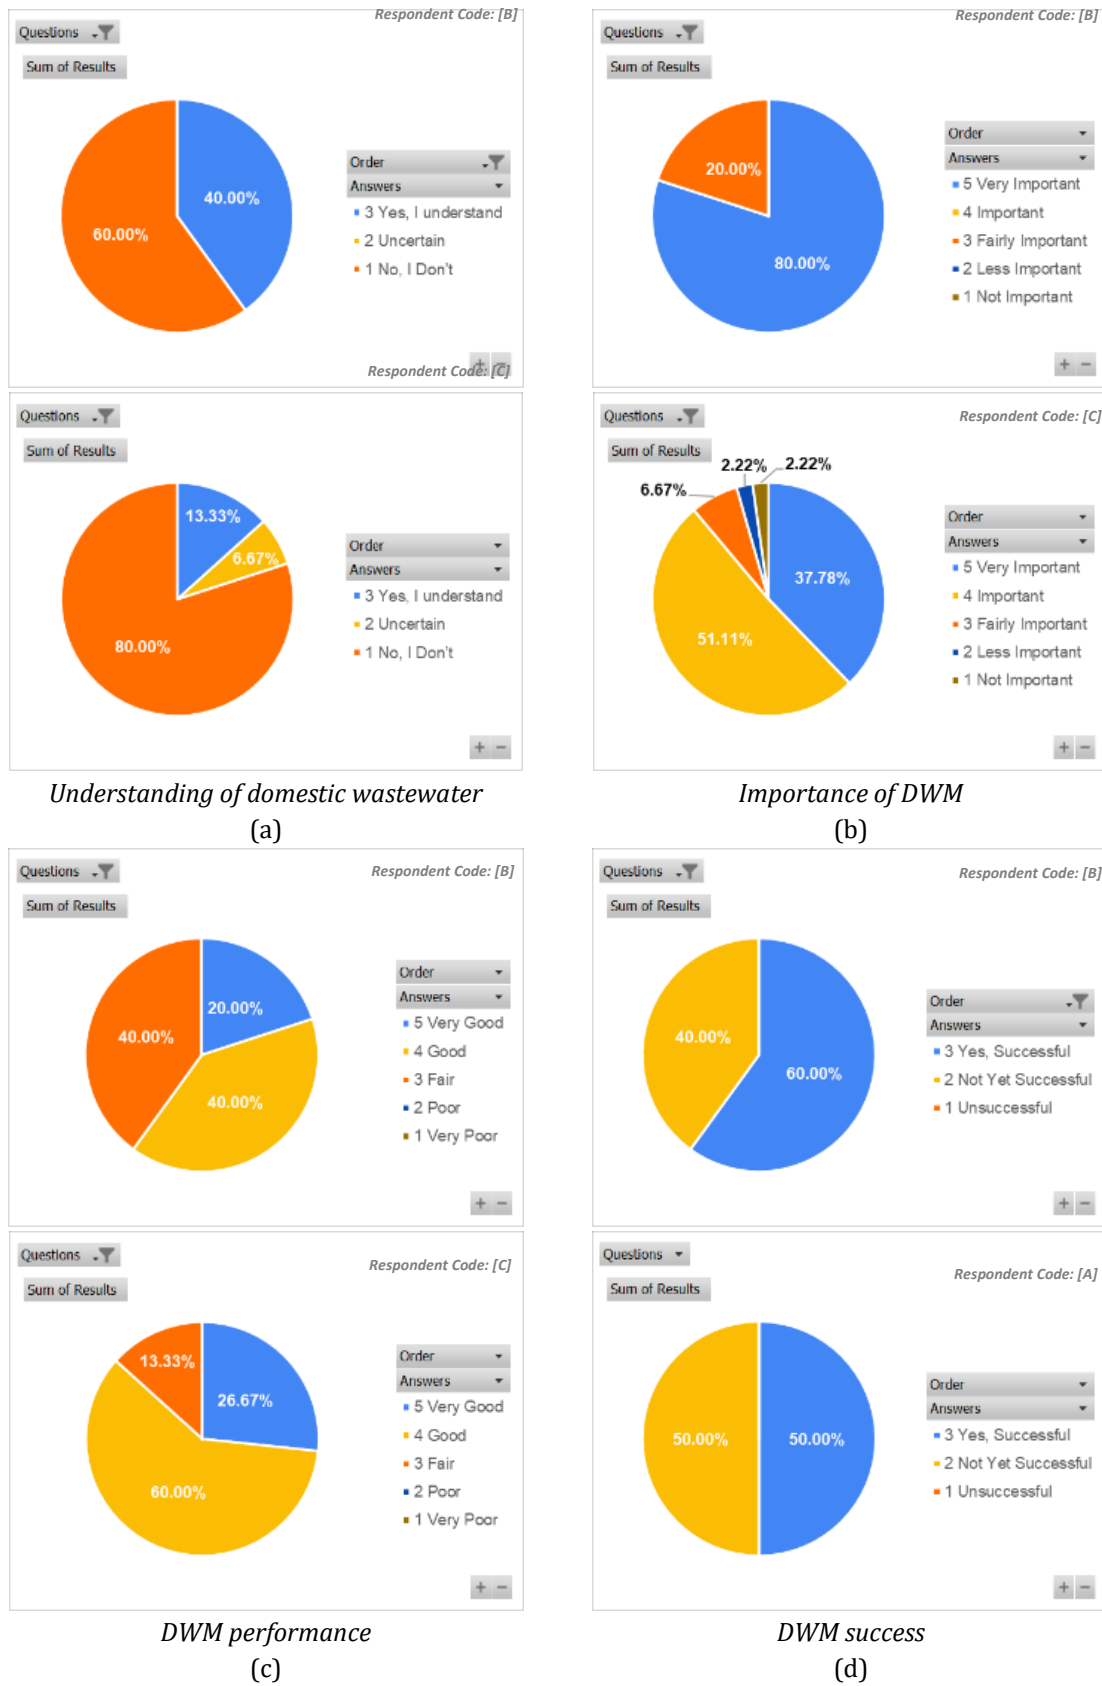 Respondent Code: [B]
Questions
Sum of Results
40.00%
60.00%
Order
Answers
3 Yes, I understand
2 Uncertain
1 No, I Don't
+ −
Respondent Code: [B]
Questions
Sum of Results
20.00%
80.00%
Order
Answers
5 Very Important
4 Important
3 Fairly Important
2 Less Important
1 Not Important
+ −
Respondent Code: [C]
Questions
Sum of Results
13.33%
6.67%
80.00%
Order
Answers
3 Yes, I understand
2 Uncertain
1 No, I Don't
+ −
Respondent Code: [C]
Questions
Sum of Results
2.22%
2.22%
6.67%
37.78%
51.11%
Order
Answers
5 Very Important
4 Important
3 Fairly Important
2 Less Important
1 Not Important
+ −
Understanding of domestic wastewater
(a)
Importance of DWM
(b)
Respondent Code: [B]
Questions
Sum of Results
20.00%
40.00%
40.00%
Order
Answers
5 Very Good
4 Good
3 Fair
2 Poor
1 Very Poor
+ −
Respondent Code: [B]
Questions
Sum of Results
40.00%
60.00%
Order
Answers
3 Yes, Successful
2 Not Yet Successful
1 Unsuccessful
+ −
Respondent Code: [C]
Questions
Sum of Results
13.33%
26.67%
60.00%
Order
Answers
5 Very Good
4 Good
3 Fair
2 Poor
1 Very Poor
+ −
Respondent Code: [A]
Questions
Sum of Results
50.00%
50.00%
Order
Answers
3 Yes, Successful
2 Not Yet Successful
1 Unsuccessful
+ −
DWM performance
(c)
DWM success
(d)